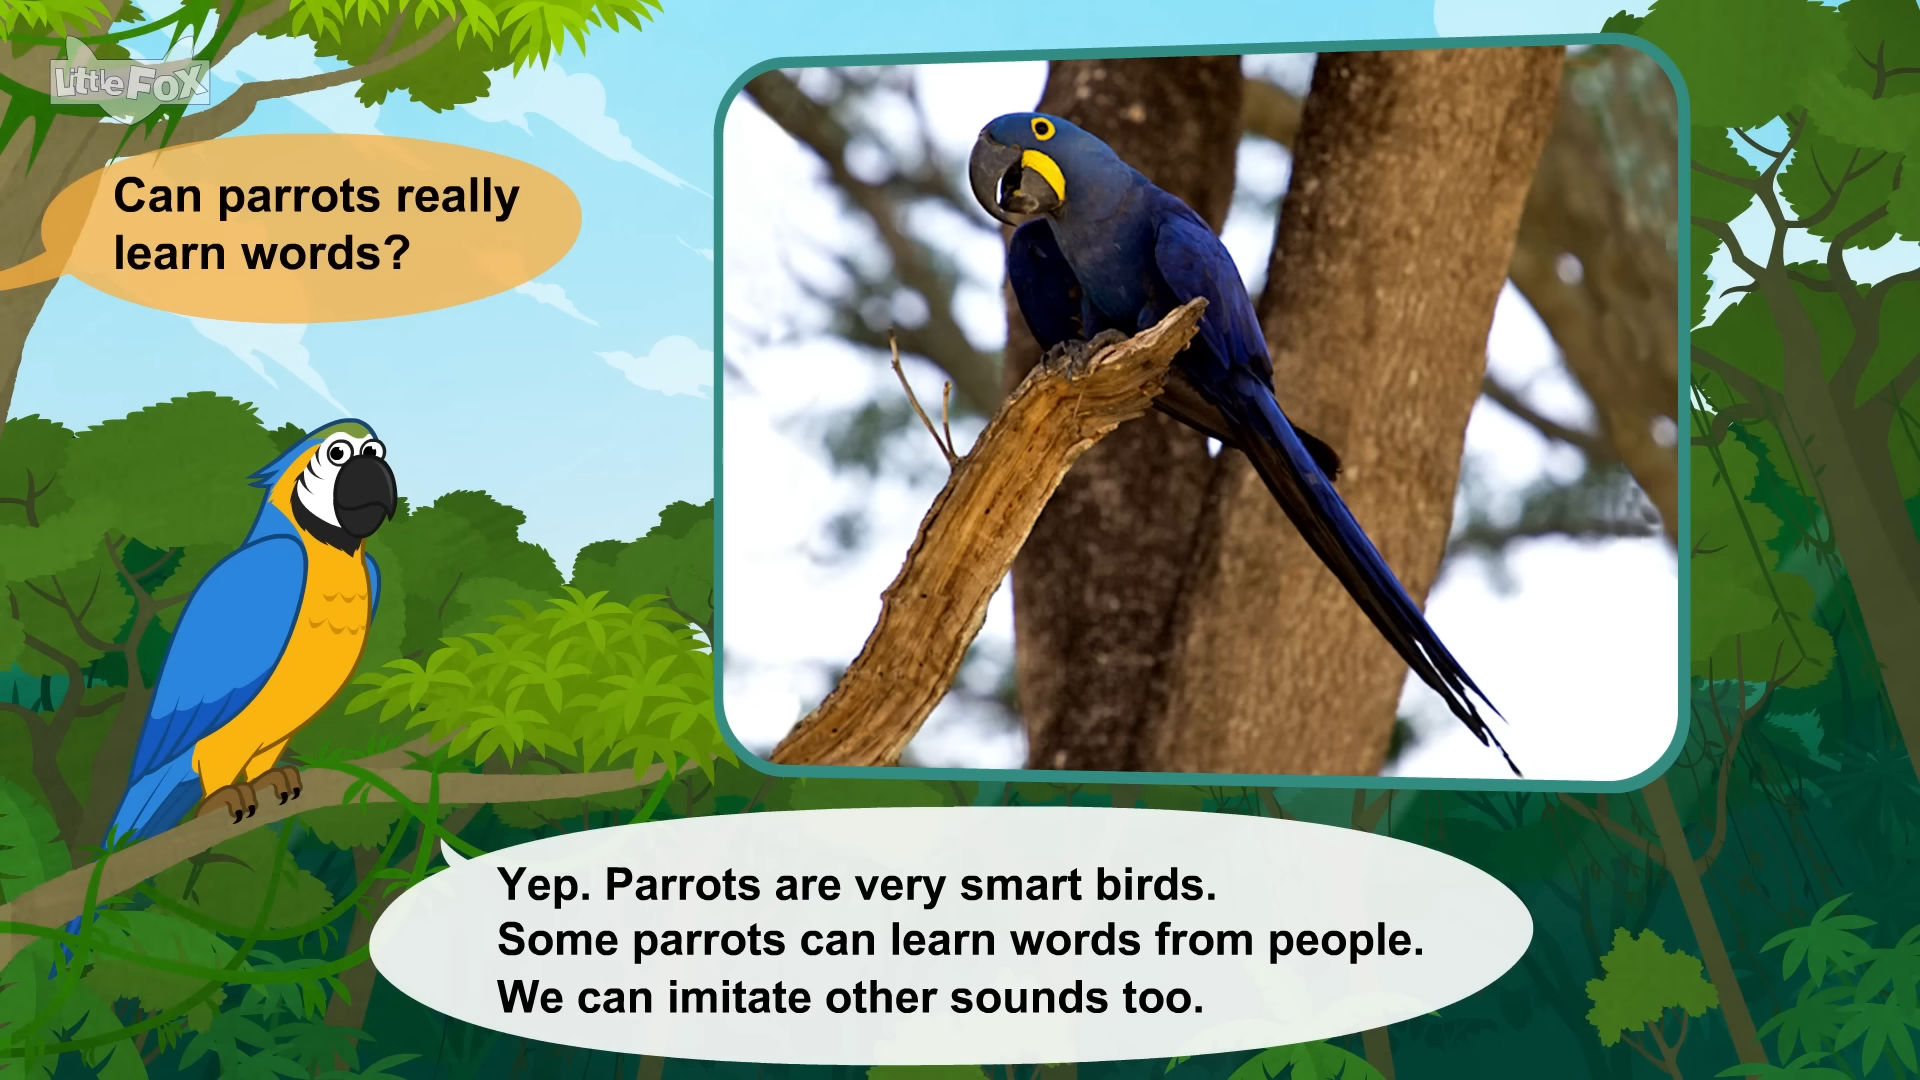 Little Fox
Can parrots really
learn words?
Yep. Parrots are very smart birds.
Some parrots can learn words from people.
We can imitate other sounds too.